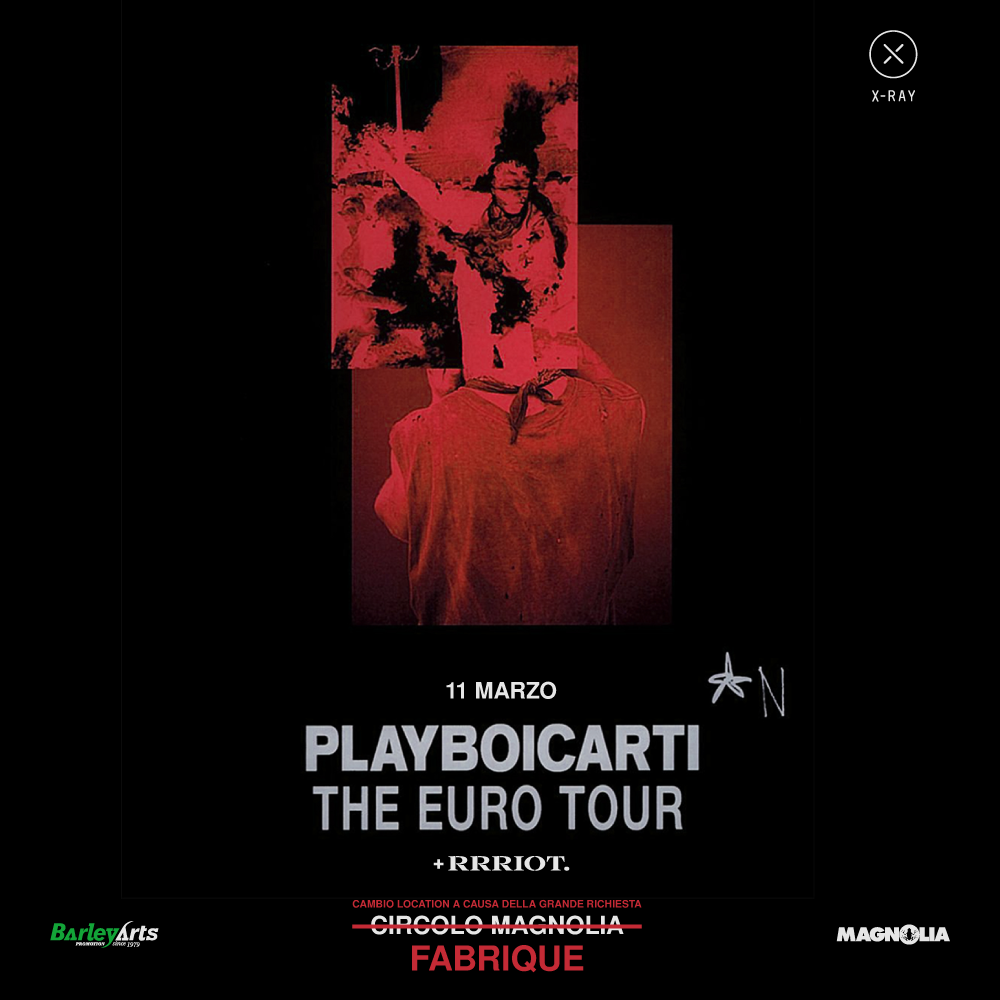 X-RAY
11 MARZO
N
PLAYBOICARTI
THE EURO TOUR
+RRRIOT.
CAMBIO LOCATION A CAUSA DELLA GRANDE RICHIESTA
CIRCOLO MAGNOLIA
FABRIQUE
BarleyArts
PROMOTION since 1979
MAGNOLIA